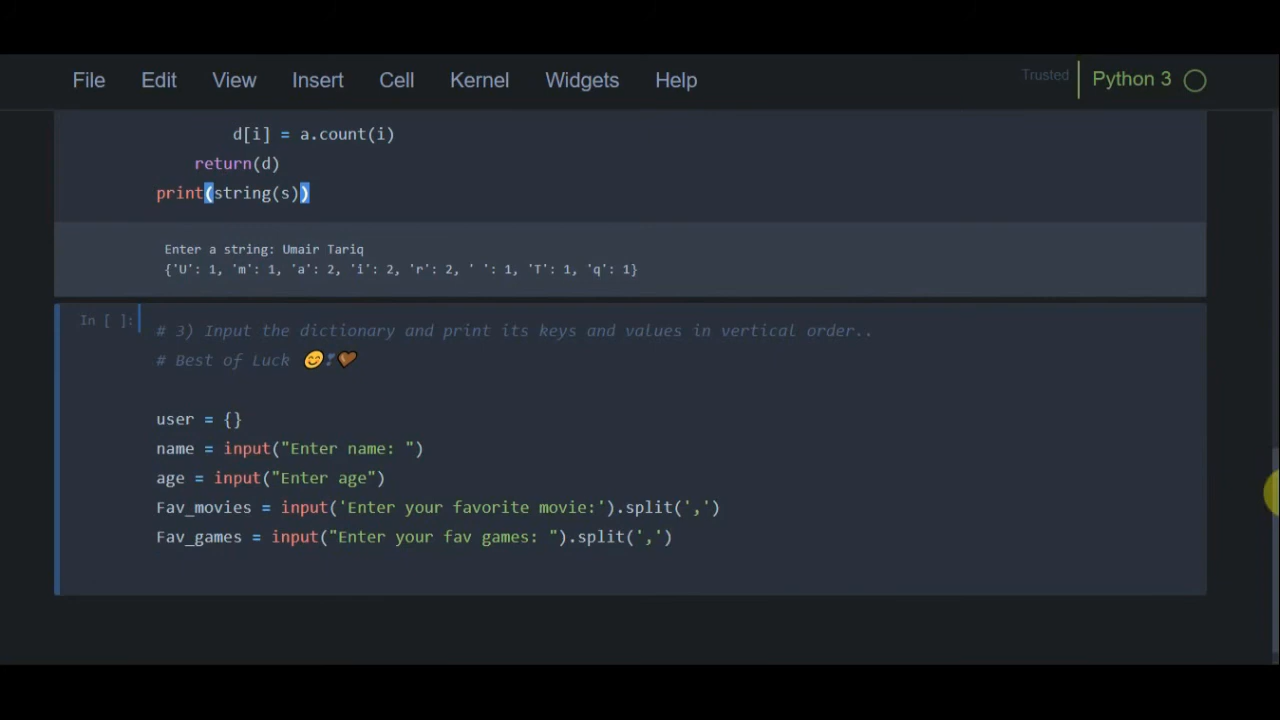 File Edit View Insert Cell Kernel Widgets Help Trusted Python 3
d[i] = a.count(i)
return(d)
print(string(s))
Enter a string: Umair Tariq
{'U': 1, 'm': 1, 'a': 2, 'i': 2, 'r': 2, ' ': 1, 'T': 1, 'q': 1}
In [ ]:
# 3) Input the dictionary and print its keys and values in vertical order..
# Best of Luck 😊❣🤎
user = {}
name = input("Enter name: ")
age = input("Enter age")
Fav_movies = input('Enter your favorite movie:').split(',')
Fav_games = input("Enter your fav games: ").split(',')